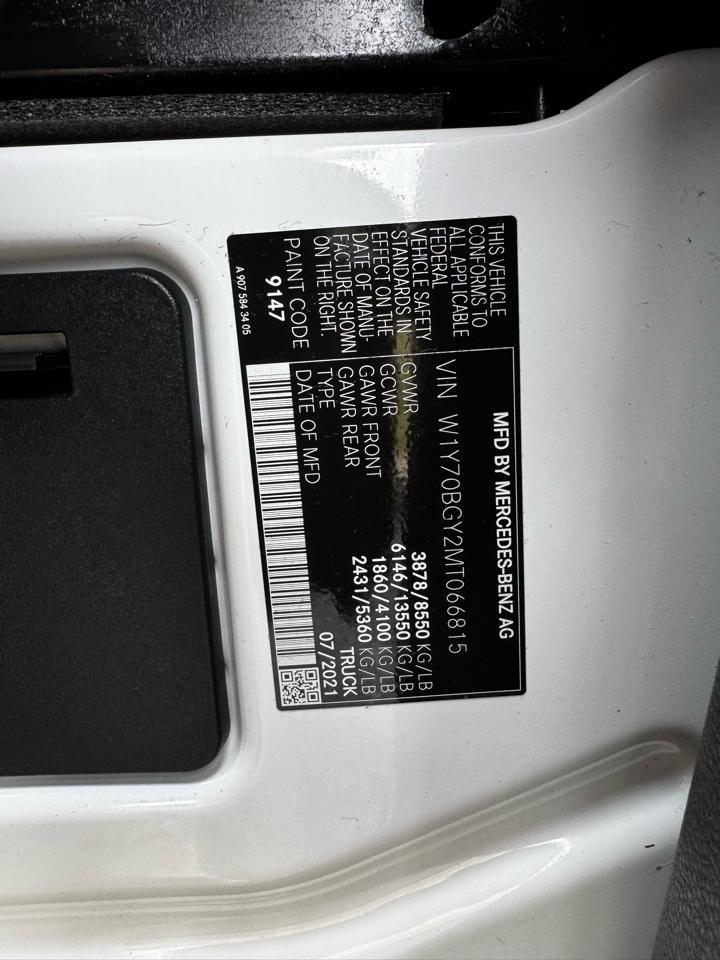 MFD BY MERCEDES-BENZ AG
THIS VEHICLE
CONFORMS TO
ALL APPLICABLE
FEDERAL
VEHICLE SAFETY
STANDARDS IN
EFFECT ON THE
DATE OF MANU-
FACTURE SHOWN
ON THE RIGHT
PAINT CODE
9147
A 907 584 34 05
VIN W1Y70BGY2MT066815
GVWR 3878/8550 KG/LB
GCWR 6146/13550 KG/LB
GAWR FRONT 1860/4100 KG/LB
GAWR REAR 2431/5360 KG/LB
TYPE TRUCK
DATE OF MFD 07/2021